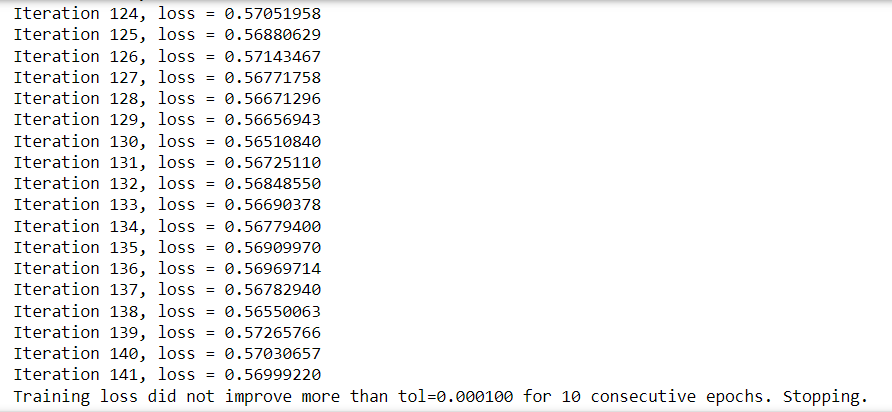 Iteration 124, loss = 0.57051958
Iteration 125, loss = 0.56880629
Iteration 126, loss = 0.57143467
Iteration 127, loss = 0.56771758
Iteration 128, loss = 0.56671296
Iteration 129, loss = 0.56656943
Iteration 130, loss = 0.56510840
Iteration 131, loss = 0.56725110
Iteration 132, loss = 0.56848550
Iteration 133, loss = 0.56690378
Iteration 134, loss = 0.56779400
Iteration 135, loss = 0.56909970
Iteration 136, loss = 0.56969714
Iteration 137, loss = 0.56782940
Iteration 138, loss = 0.56550063
Iteration 139, loss = 0.57265766
Iteration 140, loss = 0.57030657
Iteration 141, loss = 0.56999220
Training loss did not improve more than tol=0.000100 for 10 consecutive epochs. Stopping.